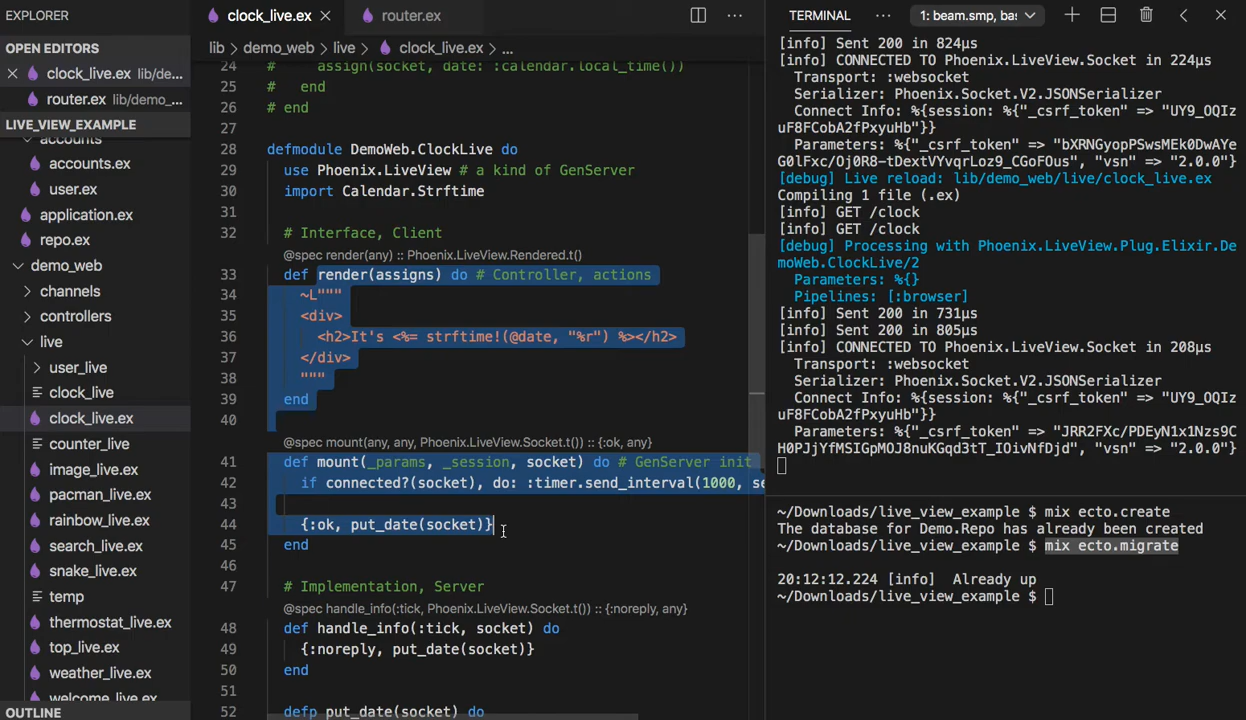 EXPLORER
OPEN EDITORS
clock_live.ex lib/de...
router.ex lib/demo_...
LIVE_VIEW_EXAMPLE
accounts
accounts.ex
user.ex
application.ex
repo.ex
demo_web
channels
controllers
live
user_live
clock_live
clock_live.ex
counter_live
image_live.ex
pacman_live.ex
rainbow_live.ex
search_live.ex
snake_live.ex
temp
thermostat_live.ex
top_live.ex
weather_live.ex
welcome_live.ex
OUTLINE
clock_live.ex
router.ex
lib > demo_web > live > clock_live.ex > ...
24 #     assign(socket, date: :calendar.local_time())
25 #   end
26 # end
27
28 defmodule DemoWeb.ClockLive do
29   use Phoenix.LiveView # a kind of GenServer
30   import Calendar.Strftime
31
32   # Interface, Client
@spec render(any) :: Phoenix.LiveView.Rendered.t()
33   def render(assigns) do # Controller, actions
34     ~L"""
35     <div>
36       <h2>It's <%= strftime!(@date, "%r") %></h2>
37     </div>
38     """
39   end
40
@spec mount(any, any, Phoenix.LiveView.Socket.t()) :: {:ok, any}
41   def mount(_params, _session, socket) do # GenServer init
42     if connected?(socket), do: :timer.send_interval(1000, se
43
44     {:ok, put_date(socket)}
45   end
46
47   # Implementation, Server
@spec handle_info(:tick, Phoenix.LiveView.Socket.t()) :: {:noreply, any}
48   def handle_info(:tick, socket) do
49     {:noreply, put_date(socket)}
50   end
51
52   defp put_date(socket) do
TERMINAL ... 1: beam.smp, bas
[info] Sent 200 in 824µs
[info] CONNECTED TO Phoenix.LiveView.Socket in 224µs
  Transport: :websocket
  Serializer: Phoenix.Socket.V2.JSONSerializer
  Connect Info: %{session: %{"_csrf_token" => "UY9_OQIz
uF8FCobA2fPxyuHb"}}
  Parameters: %{"_csrf_token" => "bXRNGyopPSwsMEk0DwAYe
G0lFxc/Oj0R8-tDextVYvqrLoz9_CGoFOus", "vsn" => "2.0.0"}
[debug] Live reload: lib/demo_web/live/clock_live.ex
Compiling 1 file (.ex)
[info] GET /clock
[info] GET /clock
[debug] Processing with Phoenix.LiveView.Plug.Elixir.De
moWeb.ClockLive/2
  Parameters: %{}
  Pipelines: [:browser]
[info] Sent 200 in 731µs
[info] Sent 200 in 805µs
[info] CONNECTED TO Phoenix.LiveView.Socket in 208µs
  Transport: :websocket
  Serializer: Phoenix.Socket.V2.JSONSerializer
  Connect Info: %{session: %{"_csrf_token" => "UY9_OQIz
uF8FCobA2fPxyuHb"}}
  Parameters: %{"_csrf_token" => "JRR2FXc/PDEyN1x1Nzs9C
H0PJjYfMSIGpMOJ8nuKGqd3tT_IOivNfDjd", "vsn" => "2.0.0"}
~/Downloads/live_view_example $ mix ecto.create
The database for Demo.Repo has already been created
~/Downloads/live_view_example $ mix ecto.migrate
20:12:12.224 [info]  Already up
~/Downloads/live_view_example $